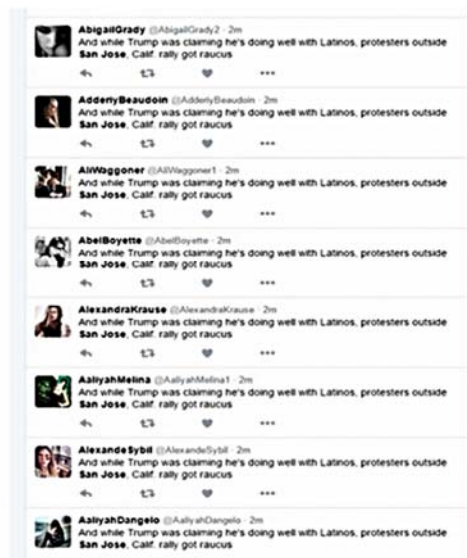 AbigailGrady @AbigailGrady2 · 2m
And while Trump was claiming he's doing well with Latinos, protesters outside
San Jose, Calif. rally got raucus
AdderlyBeaudoin @AdderlyBeaudoin · 2m
And while Trump was claiming he's doing well with Latinos, protesters outside
San Jose, Calif. rally got raucus
AliWaggoner @AliWaggoner1 · 2m
And while Trump was claiming he's doing well with Latinos, protesters outside
San Jose, Calif. rally got raucus
AbelBoyette @AbelBoyette · 2m
And while Trump was claiming he's doing well with Latinos, protesters outside
San Jose, Calif. rally got raucus
AlexandraKrause @AlexandraKrause · 2m
And while Trump was claiming he's doing well with Latinos, protesters outside
San Jose, Calif. rally got raucus
AaliyahMelina @AaliyahMelina1 · 2m
And while Trump was claiming he's doing well with Latinos, protesters outside
San Jose, Calif. rally got raucus
AlexandeSybil @AlexandeSybil · 2m
And while Trump was claiming he's doing well with Latinos, protesters outside
San Jose, Calif. rally got raucus
AaliyahDangelo @AaliyahDangelo · 2m
And while Trump was claiming he's doing well with Latinos, protesters outside
San Jose, Calif. rally got raucus